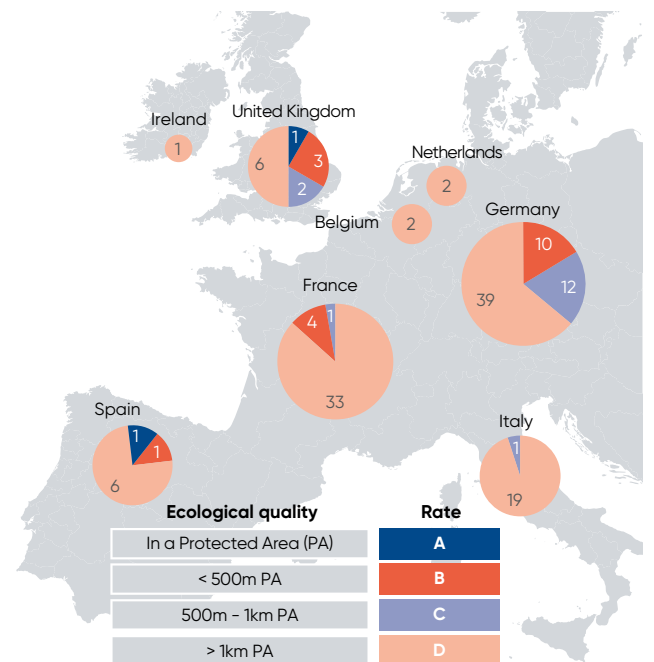 Ireland
1
United Kingdom
1
3
2
6
Netherlands
2
Belgium
2
Germany
10
12
39
France
4
1
33
Spain
1
1
6
Italy
1
19
Ecological quality Rate
In a Protected Area (PA) A
< 500m PA B
500m - 1km PA C
> 1km PA D